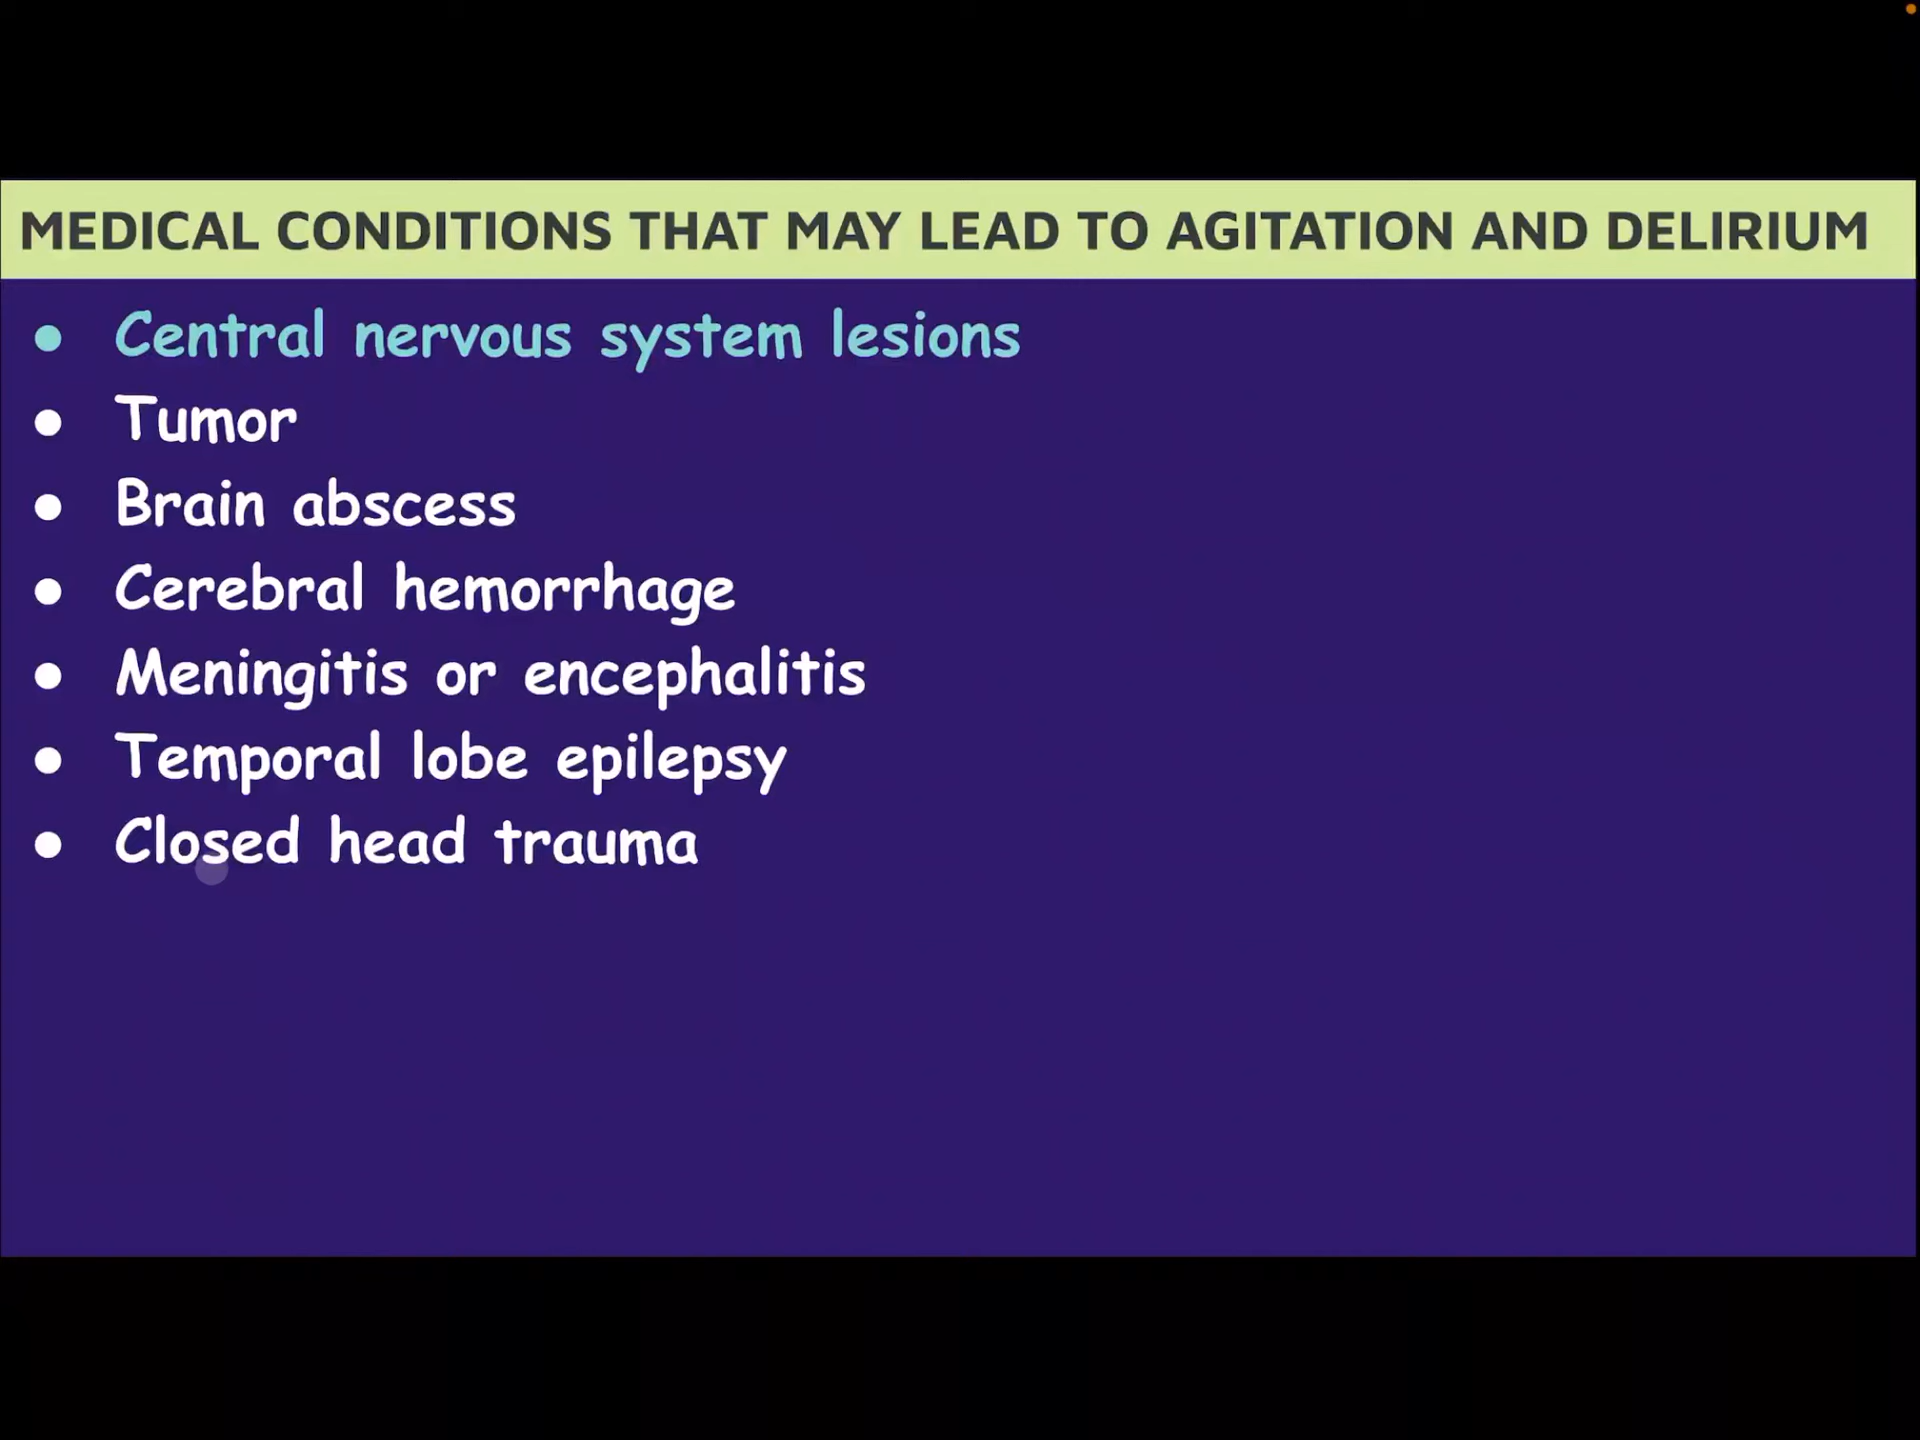 MEDICAL CONDITIONS THAT MAY LEAD TO AGITATION AND DELIRIUM
● Central nervous system lesions
● Tumor
● Brain abscess
● Cerebral hemorrhage
● Meningitis or encephalitis
● Temporal lobe epilepsy
● Closed head trauma